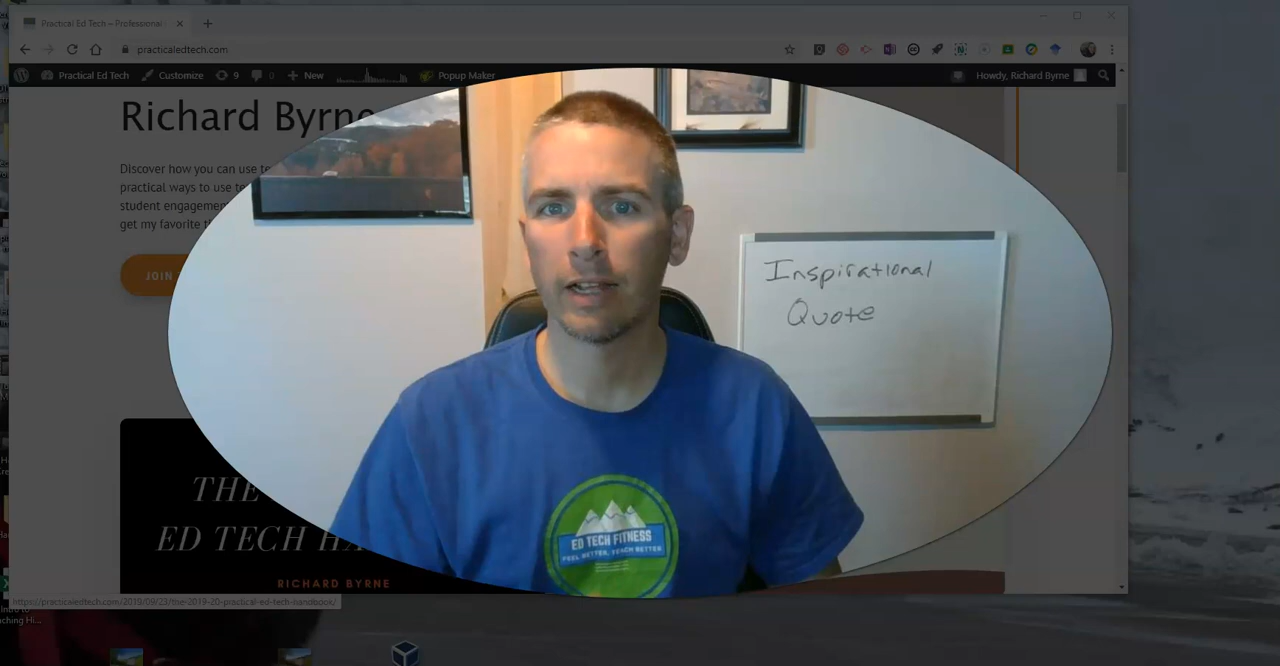 Practical Ed Tech – Professional
practicaledtech.com
Practical Ed Tech
Customize
9
0
New
Popup Maker
Howdy, Richard Byrne
Richard Byrne
Discover how you can use te
practical ways to use te
student engagemen
get my favorite t
JOIN
Inspirational
Quote
THE
ED TECH HA
RICHARD BYRNE
ED TECH FITNESS
FEEL BETTER, TEACH BETTER
https://practicaledtech.com/2019/09/23/the-2019-20-practical-ed-tech-handbook/